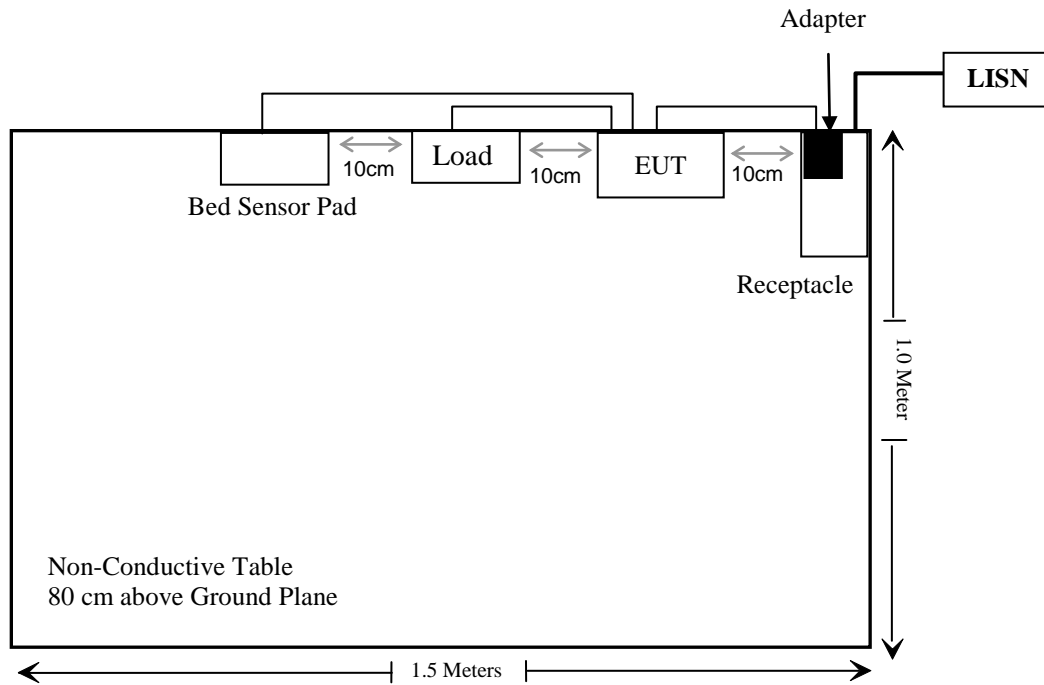 Adapter
LISN
Load
EUT
10cm
10cm
10cm
Bed Sensor Pad
Receptacle
1.0 Meter
Non-Conductive Table
80 cm above Ground Plane
1.5 Meters